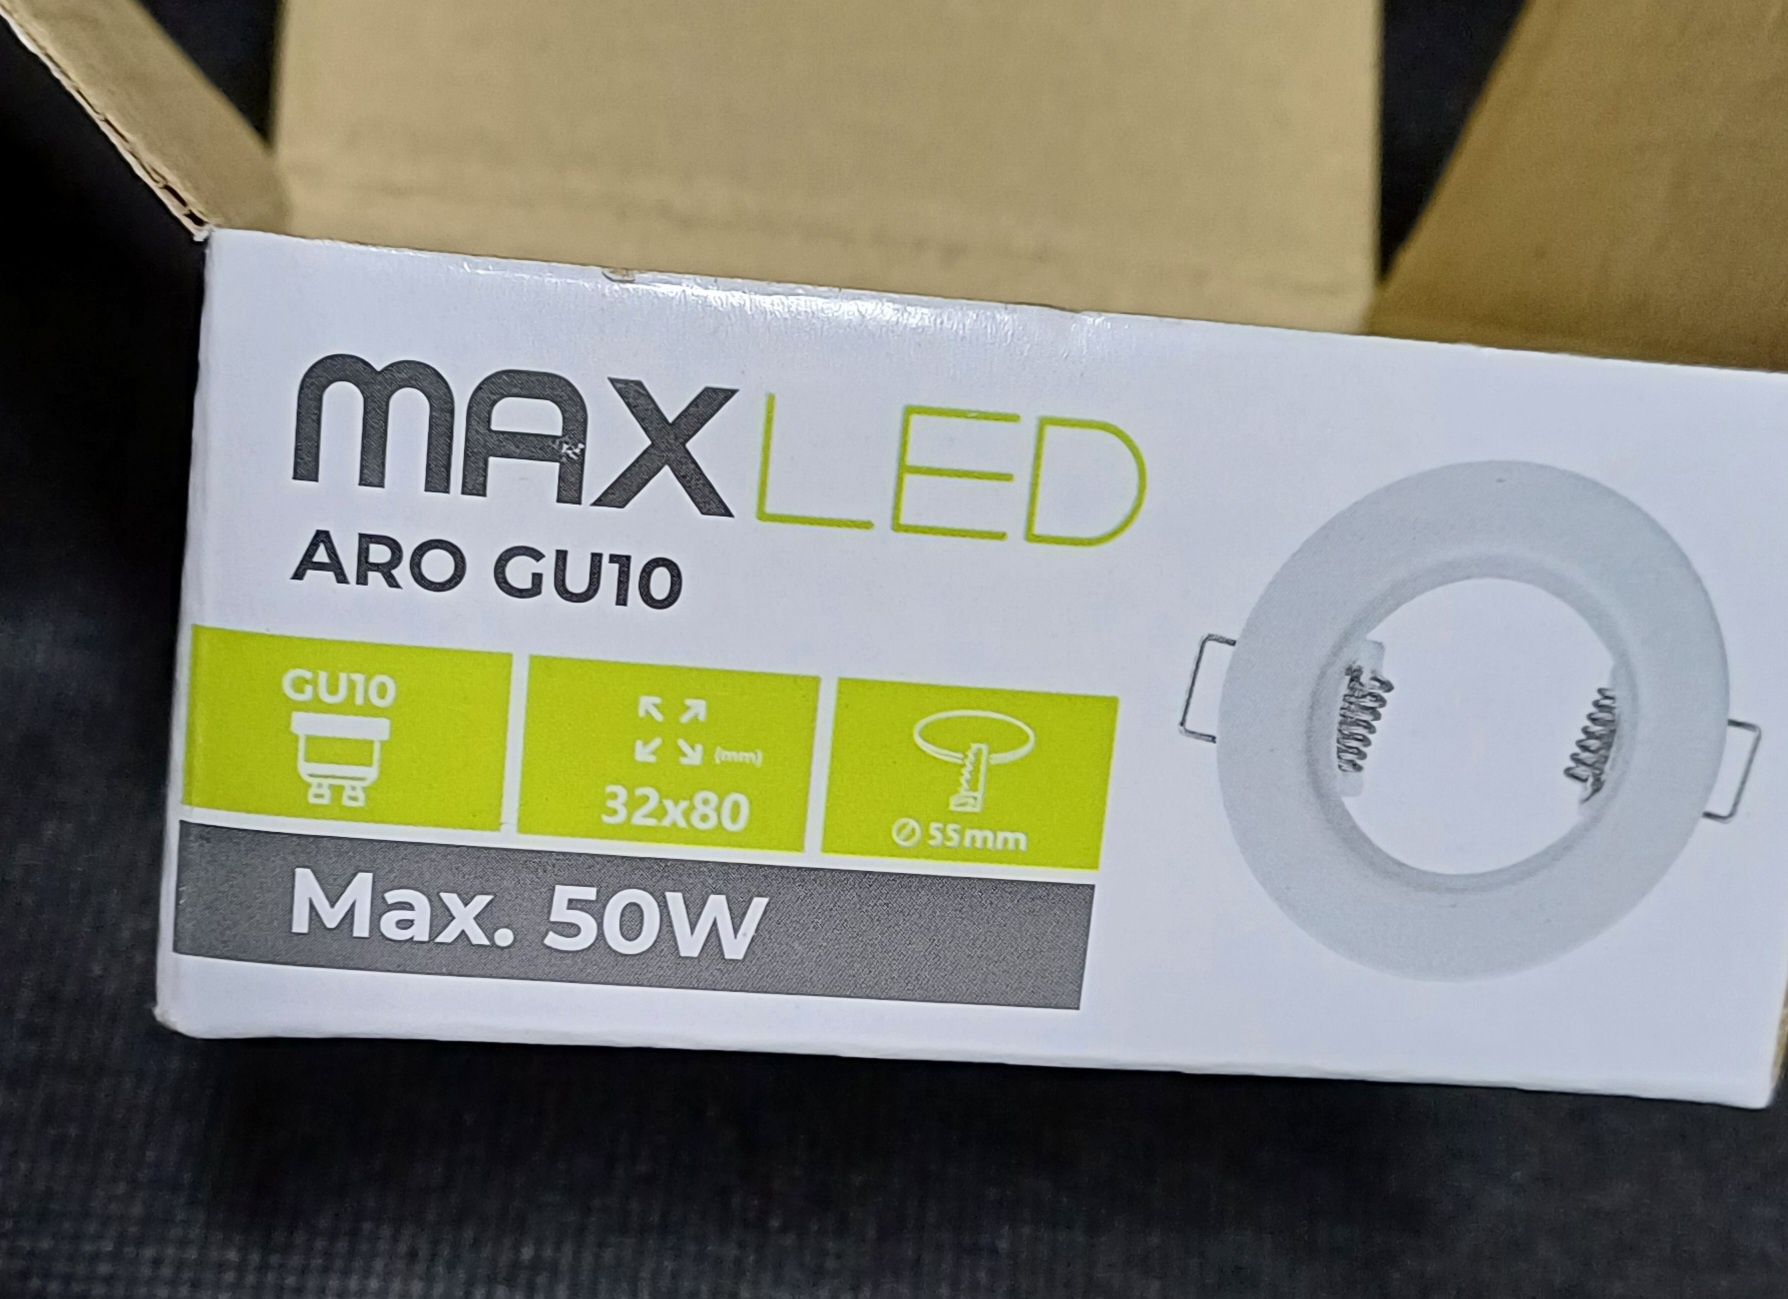 MAXLED
ARO GU10
GU10
(mm)
32x80
Ø 55mm
Max. 50W